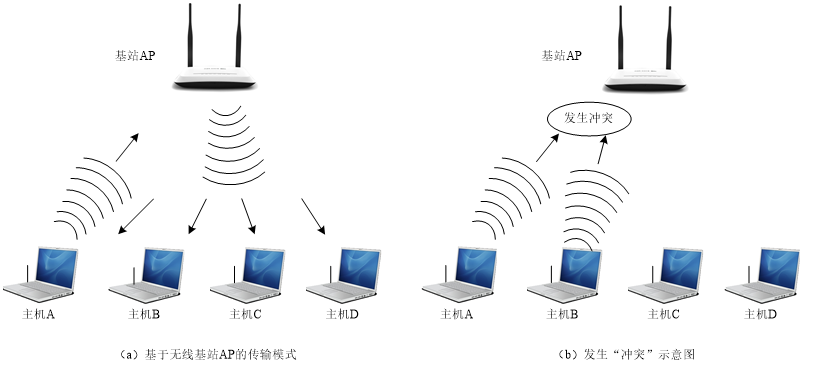 基站AP
基站AP
发生冲突
主机A
主机B
主机C
主机D
主机A
主机B
主机C
主机D
（a）基于无线基站AP的传输模式
（b）发生“冲突”示意图